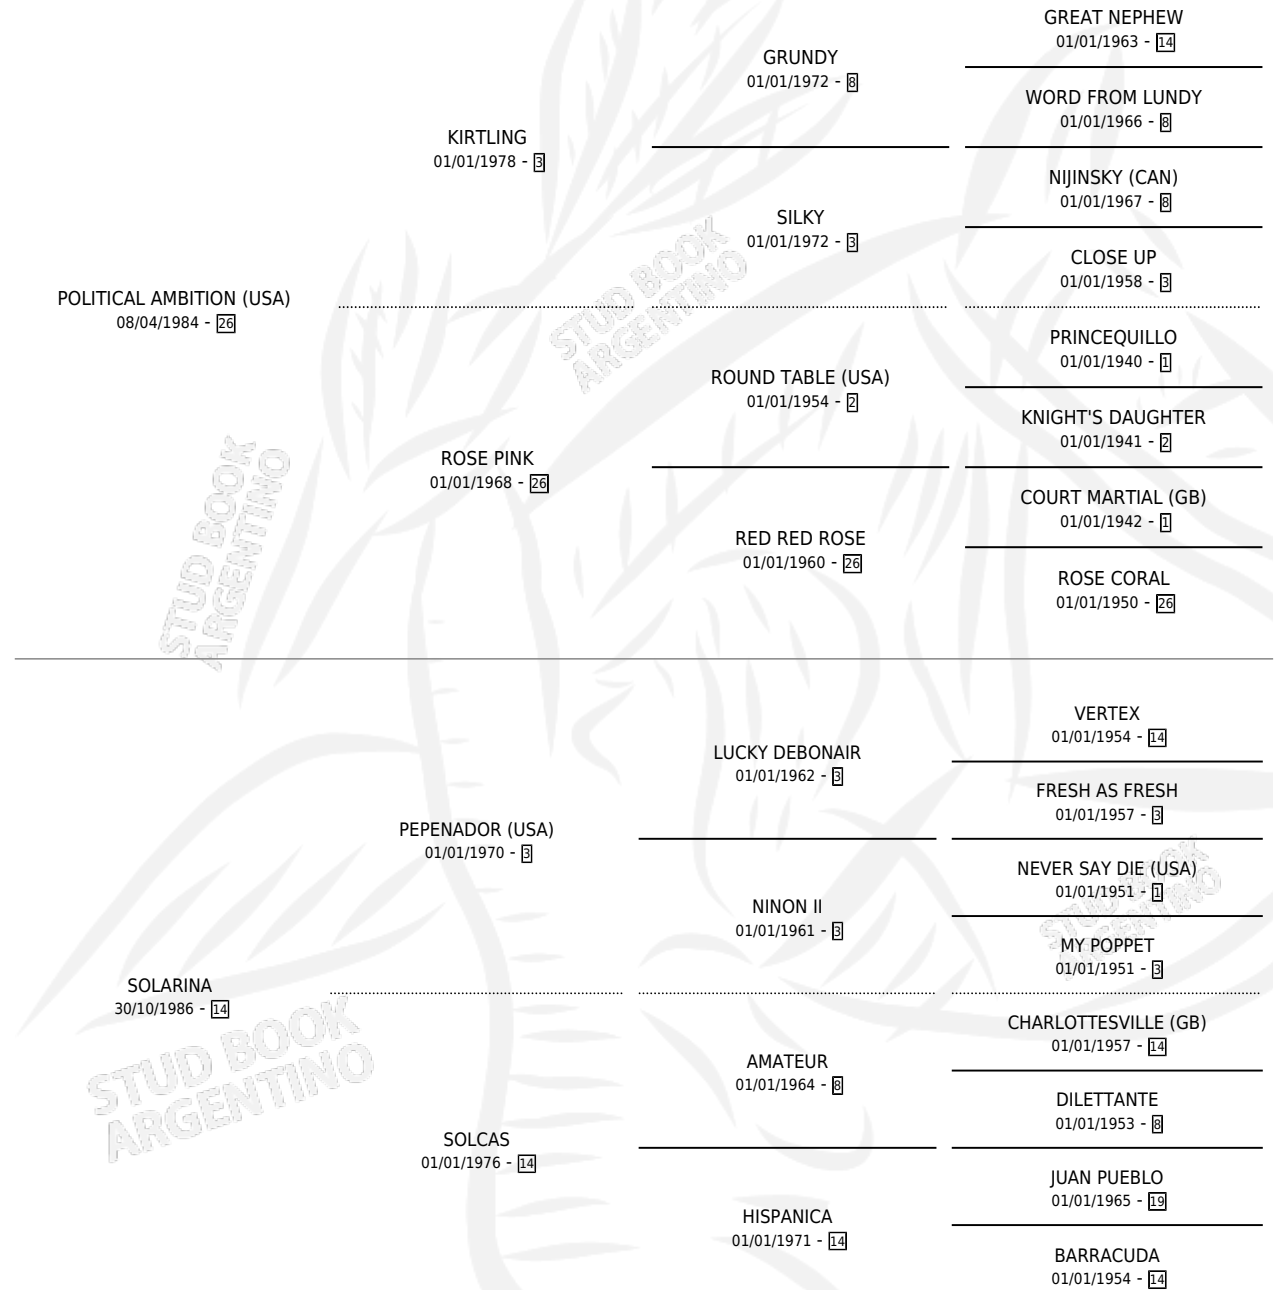 GREAT NEPHEW
01/01/1963 - 14
GRUNDY
01/01/1972 - 8
WORD FROM LUNDY
01/01/1966 - 8
KIRTLING
01/01/1978 - 3
NIJINSKY (CAN)
01/01/1967 - 8
SILKY
01/01/1972 - 3
CLOSE UP
01/01/1958 - 3
POLITICAL AMBITION (USA)
08/04/1984 - 26
PRINCEQUILLO
01/01/1940 - 1
ROUND TABLE (USA)
01/01/1954 - 2
KNIGHT'S DAUGHTER
01/01/1941 - 2
ROSE PINK
01/01/1968 - 26
COURT MARTIAL (GB)
01/01/1942 - 1
RED RED ROSE
01/01/1960 - 26
ROSE CORAL
01/01/1950 - 26
VERTEX
01/01/1954 - 14
LUCKY DEBONAIR
01/01/1962 - 3
FRESH AS FRESH
01/01/1957 - 3
PEPENADOR (USA)
01/01/1970 - 3
NEVER SAY DIE (USA)
01/01/1951 - 1
NINON II
01/01/1961 - 3
MY POPPET
01/01/1951 - 3
SOLARINA
30/10/1986 - 14
CHARLOTTESVILLE (GB)
01/01/1957 - 14
AMATEUR
01/01/1964 - 8
DILETTANTE
01/01/1953 - 8
SOLCAS
01/01/1976 - 14
JUAN PUEBLO
01/01/1965 - 19
HISPANICA
01/01/1971 - 14
BARRACUDA
01/01/1954 - 14
STUD BOOK
ARGENTINO
STUD BOOK
ARGENTINO
STUD BOOK
ARGENTINO
STUD BOOK
ARGENTINO